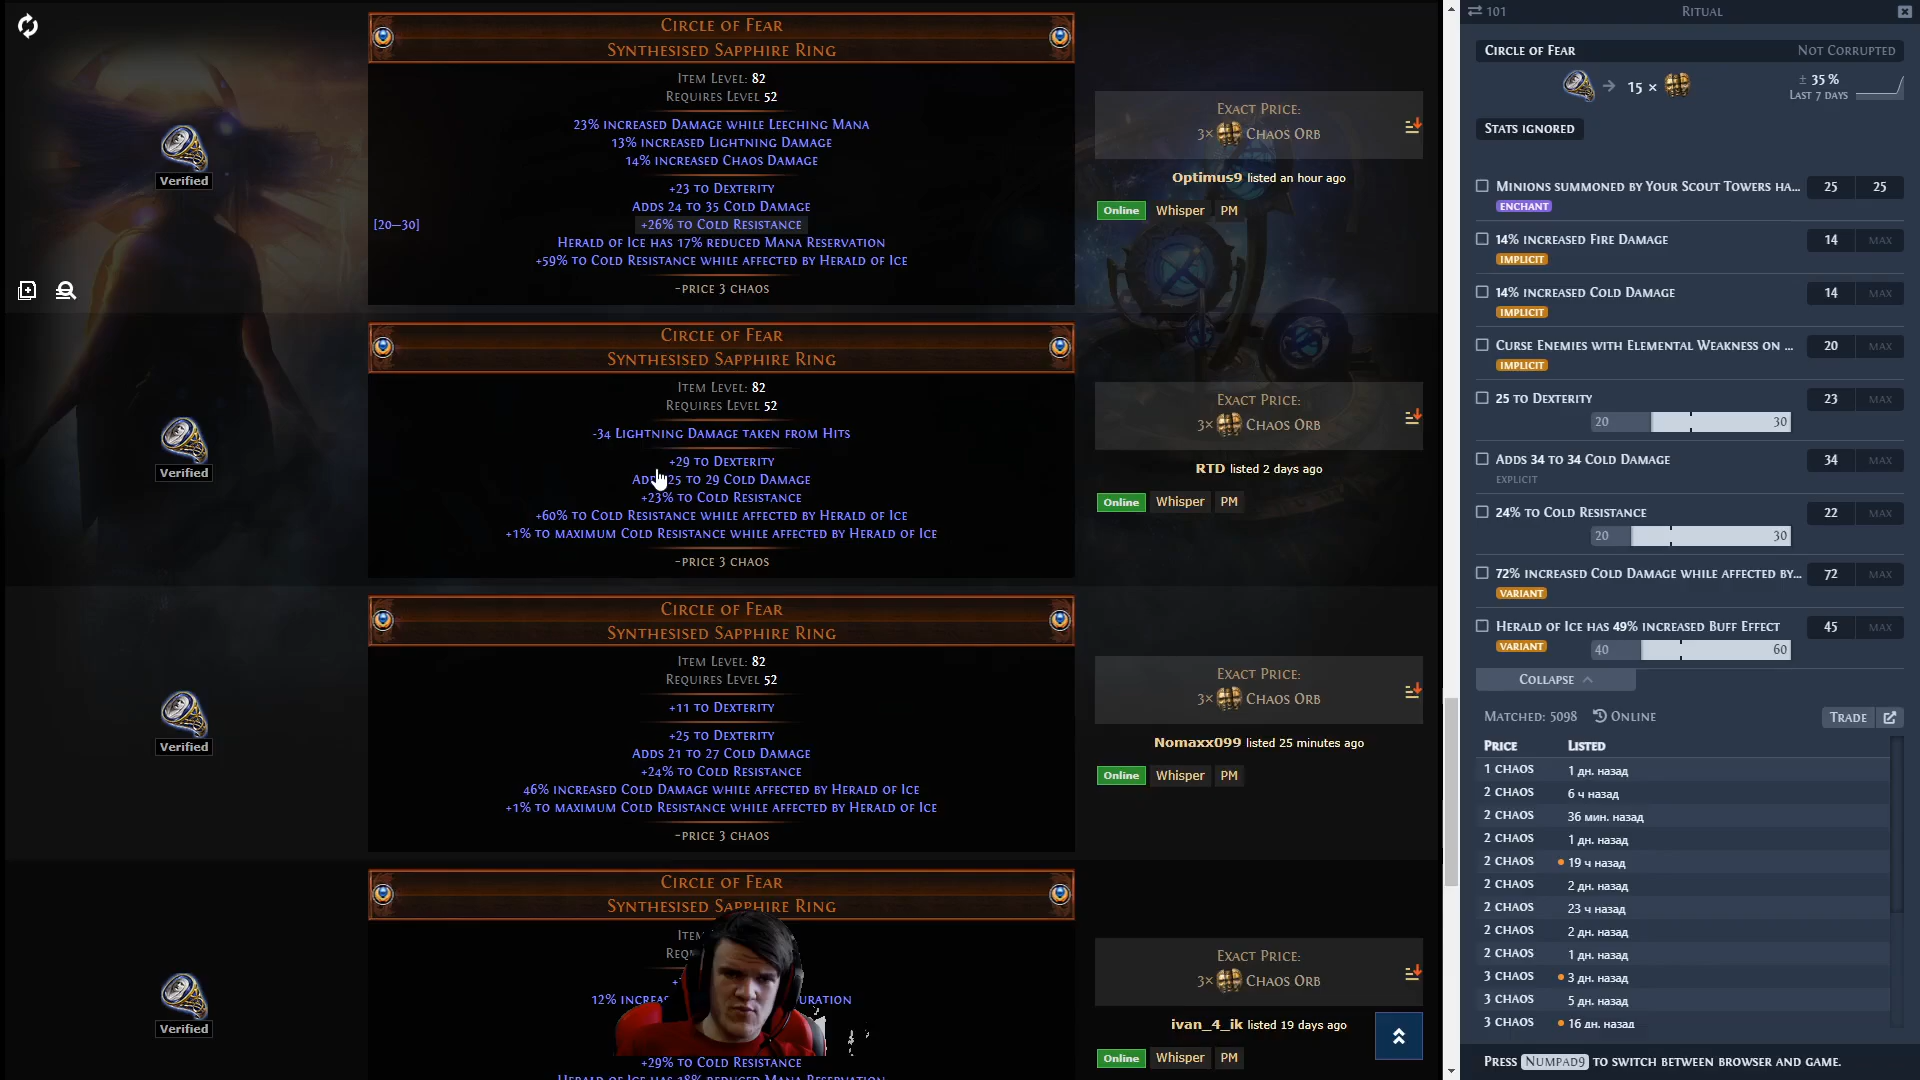 CIRCLE OF FEAR
SYNTHESISED SAPPHIRE RING
ITEM LEVEL: 82
REQUIRES LEVEL 52
23% INCREASED DAMAGE WHILE LEECHING MANA
13% INCREASED LIGHTNING DAMAGE
14% INCREASED CHAOS DAMAGE
+23 TO DEXTERITY
ADDS 24 TO 35 COLD DAMAGE
[20—30]
+26% TO COLD RESISTANCE
HERALD OF ICE HAS 17% REDUCED MANA RESERVATION
+59% TO COLD RESISTANCE WHILE AFFECTED BY HERALD OF ICE
~PRICE 3 CHAOS
Verified
EXACT PRICE:
3× CHAOS ORB
Optimus9 listed an hour ago
Online Whisper PM
CIRCLE OF FEAR
SYNTHESISED SAPPHIRE RING
ITEM LEVEL: 82
REQUIRES LEVEL 52
-34 LIGHTNING DAMAGE TAKEN FROM HITS
+29 TO DEXTERITY
25 TO 29 COLD DAMAGE
+23% TO COLD RESISTANCE
+60% TO COLD RESISTANCE WHILE AFFECTED BY HERALD OF ICE
+1% TO MAXIMUM COLD RESISTANCE WHILE AFFECTED BY HERALD OF ICE
~PRICE 3 CHAOS
Verified
EXACT PRICE:
3× CHAOS ORB
RTD listed 2 days ago
Online Whisper PM
CIRCLE OF FEAR
SYNTHESISED SAPPHIRE RING
ITEM LEVEL: 82
REQUIRES LEVEL 52
+11 TO DEXTERITY
+25 TO DEXTERITY
ADDS 21 TO 27 COLD DAMAGE
+24% TO COLD RESISTANCE
46% INCREASED COLD DAMAGE WHILE AFFECTED BY HERALD OF ICE
+1% TO MAXIMUM COLD RESISTANCE WHILE AFFECTED BY HERALD OF ICE
~PRICE 3 CHAOS
Verified
EXACT PRICE:
3× CHAOS ORB
Nomaxx099 listed 25 minutes ago
Online Whisper PM
CIRCLE OF FEAR
SYNTHESISED SAPPHIRE RING
12%
+29% TO COLD RESISTANCE
HERALD OF ICE HAS 18% REDUCED MANA RESERVATION
Verified
EXACT PRICE:
3× CHAOS ORB
ivan_4_ik listed 19 days ago
Online Whisper PM
101
RITUAL
CIRCLE OF FEAR
NOT CORRUPTED
15 ×
± 35 %
LAST 7 DAYS
STATS IGNORED
MINIONS SUMMONED BY YOUR SCOUT TOWERS HA... 25 25
ENCHANT
14% INCREASED FIRE DAMAGE 14 MAX
IMPLICIT
14% INCREASED COLD DAMAGE 14 MAX
IMPLICIT
CURSE ENEMIES WITH ELEMENTAL WEAKNESS ON ... 20 MAX
IMPLICIT
25 TO DEXTERITY 23 MAX
20 30
ADDS 34 TO 34 COLD DAMAGE 34 MAX
EXPLICIT
24% TO COLD RESISTANCE 22 MAX
20 30
72% INCREASED COLD DAMAGE WHILE AFFECTED BY... 72 MAX
VARIANT
HERALD OF ICE HAS 49% INCREASED BUFF EFFECT 45 MAX
VARIANT
40 60
COLLAPSE
MATCHED: 5098 ONLINE
TRADE
PRICE LISTED
1 CHAOS 1 дн. назад
2 CHAOS 6 ч назад
2 CHAOS 36 мин. назад
2 CHAOS 1 дн. назад
2 CHAOS 19 ч назад
2 CHAOS 2 дн. назад
2 CHAOS 23 ч назад
2 CHAOS 2 дн. назад
2 CHAOS 1 дн. назад
3 CHAOS 3 дн. назад
3 CHAOS 5 дн. назад
3 CHAOS 16 дн. назад
PRESS NUMPAD9 TO SWITCH BETWEEN BROWSER AND GAME.